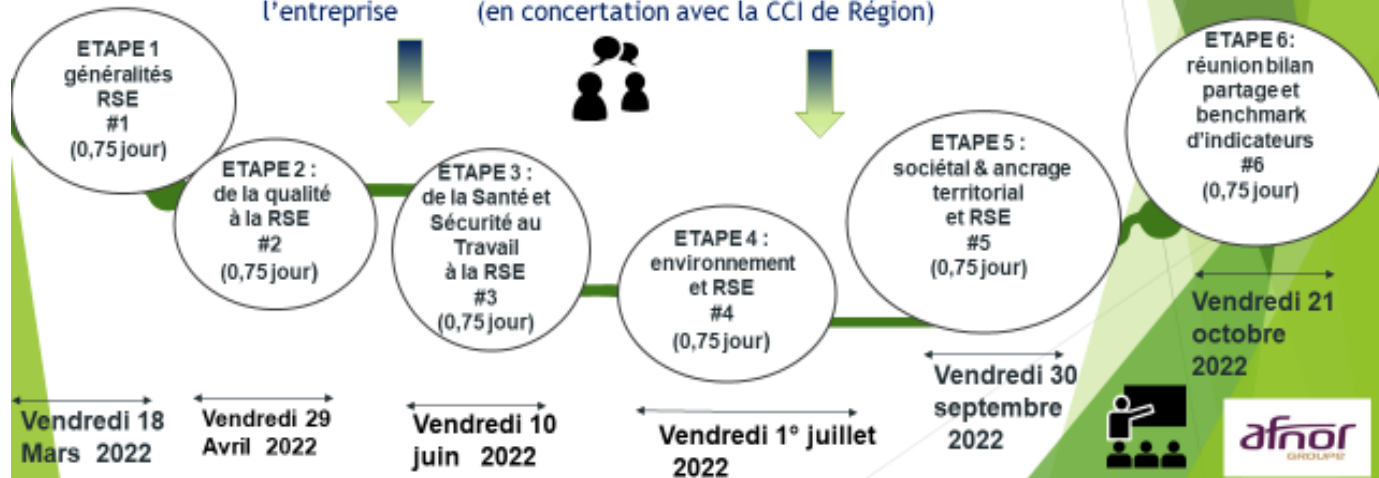 l'entreprise
(en concertation avec la CCI de Région)
ETAPE 1
généralités
RSE
#1
(0,75 jour)
ETAPE 2 :
de la qualité
à la RSE
#2
(0,75 jour)
ETAPE 3 :
de la Santé et
Sécurité au
Travail
à la RSE
#3
(0,75 jour)
ETAPE 4 :
environnement
et RSE
#4
(0,75 jour)
ETAPE 5 :
sociétal & ancrage
territorial
et RSE
#5
(0,75 jour)
ETAPE 6:
réunion bilan
partage et
benchmark
d'indicateurs
#6
(0,75 jour)
Vendredi 18
Mars 2022
Vendredi 29
Avril 2022
Vendredi 10
juin 2022
Vendredi 1° juillet
2022
Vendredi 30
septembre
2022
Vendredi 21
octobre
2022
afnor
GROUPE